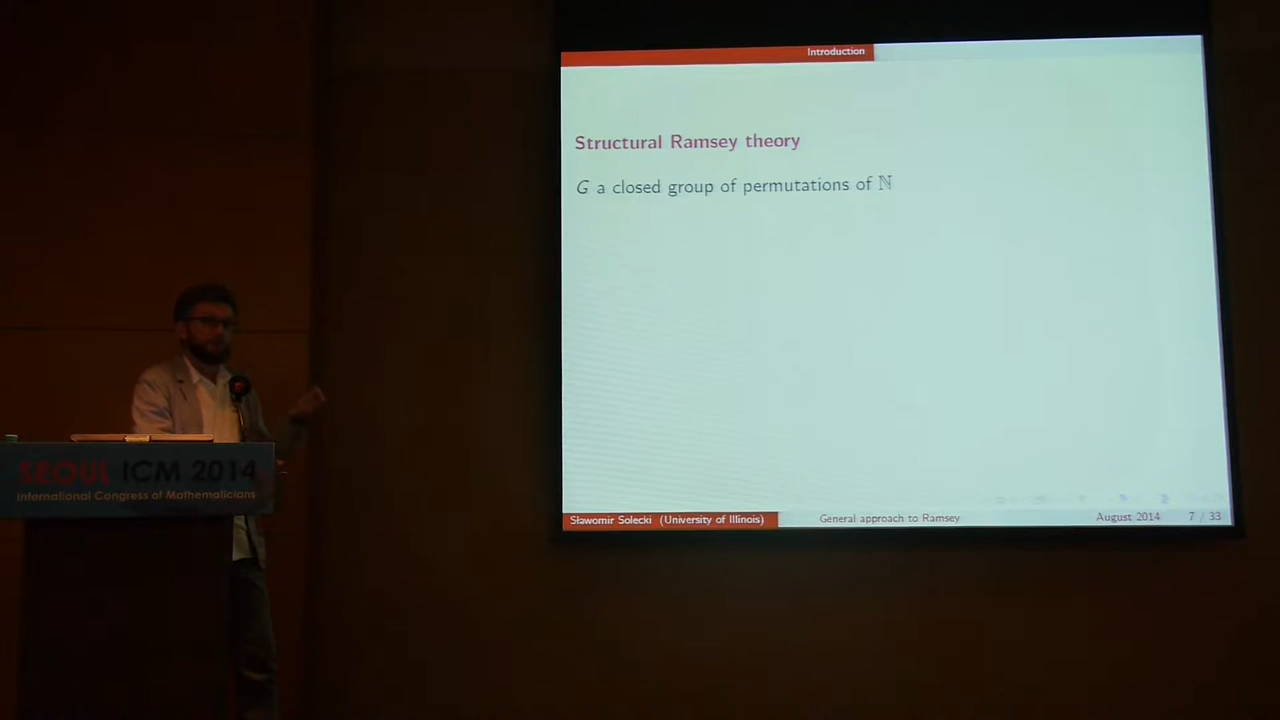 Introduction
Structural Ramsey theory
G a closed group of permutations of ℕ
SEOUL ICM 2014
International Congress of Mathematicians
Sławomir Solecki (University of Illinois) General approach to Ramsey August 2014 7 / 33